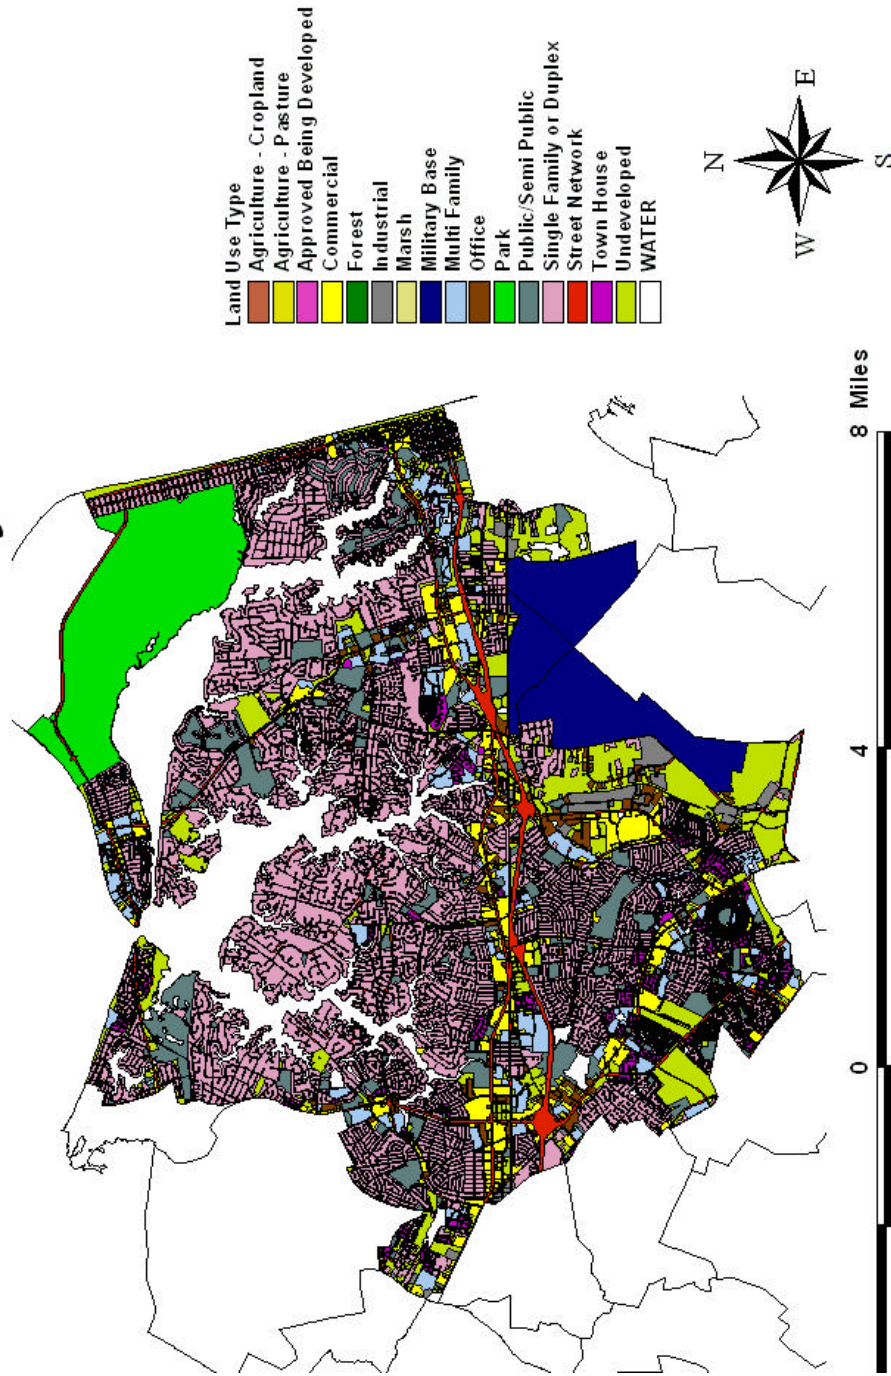 Land Use Type
Agriculture - Cropland
Agriculture - Pasture
Approved Being Developed
Commercial
Forest
Industrial
Marsh
Military Base
Multi Family
Office
Park
Public/Semi Public
Single Family or Duplex
Street Network
Town House
Undeveloped
WATER
N
W
E
S
0
4
8 Miles